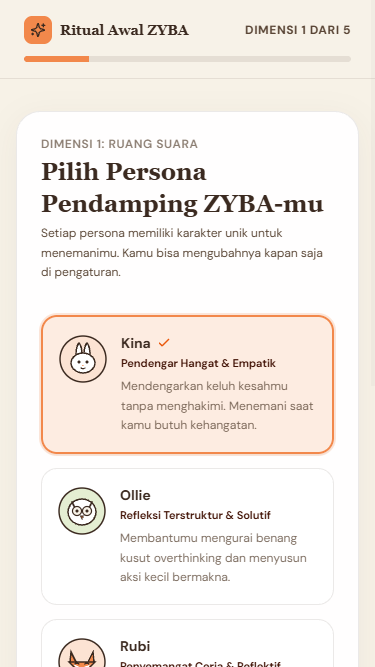 Ritual Awal ZYBA
DIMENSI 1 DARI 5
DIMENSI 1: RUANG SUARA
Pilih Persona
Pendamping ZYBA-mu
Setiap persona memiliki karakter unik untuk
menemanimu. Kamu bisa mengubahnya kapan saja
di pengaturan.
Kina
Pendengar Hangat & Empatik
Mendengarkan keluh kesahmu
tanpa menghakimi. Menemani saat
kamu butuh kehangatan.
Ollie
Refleksi Terstruktur & Solutif
Membantumu mengurai benang
kusut overthinking dan menyusun
aksi kecil bermakna.
Rubi
Penyemangat Ceria & Reflektif